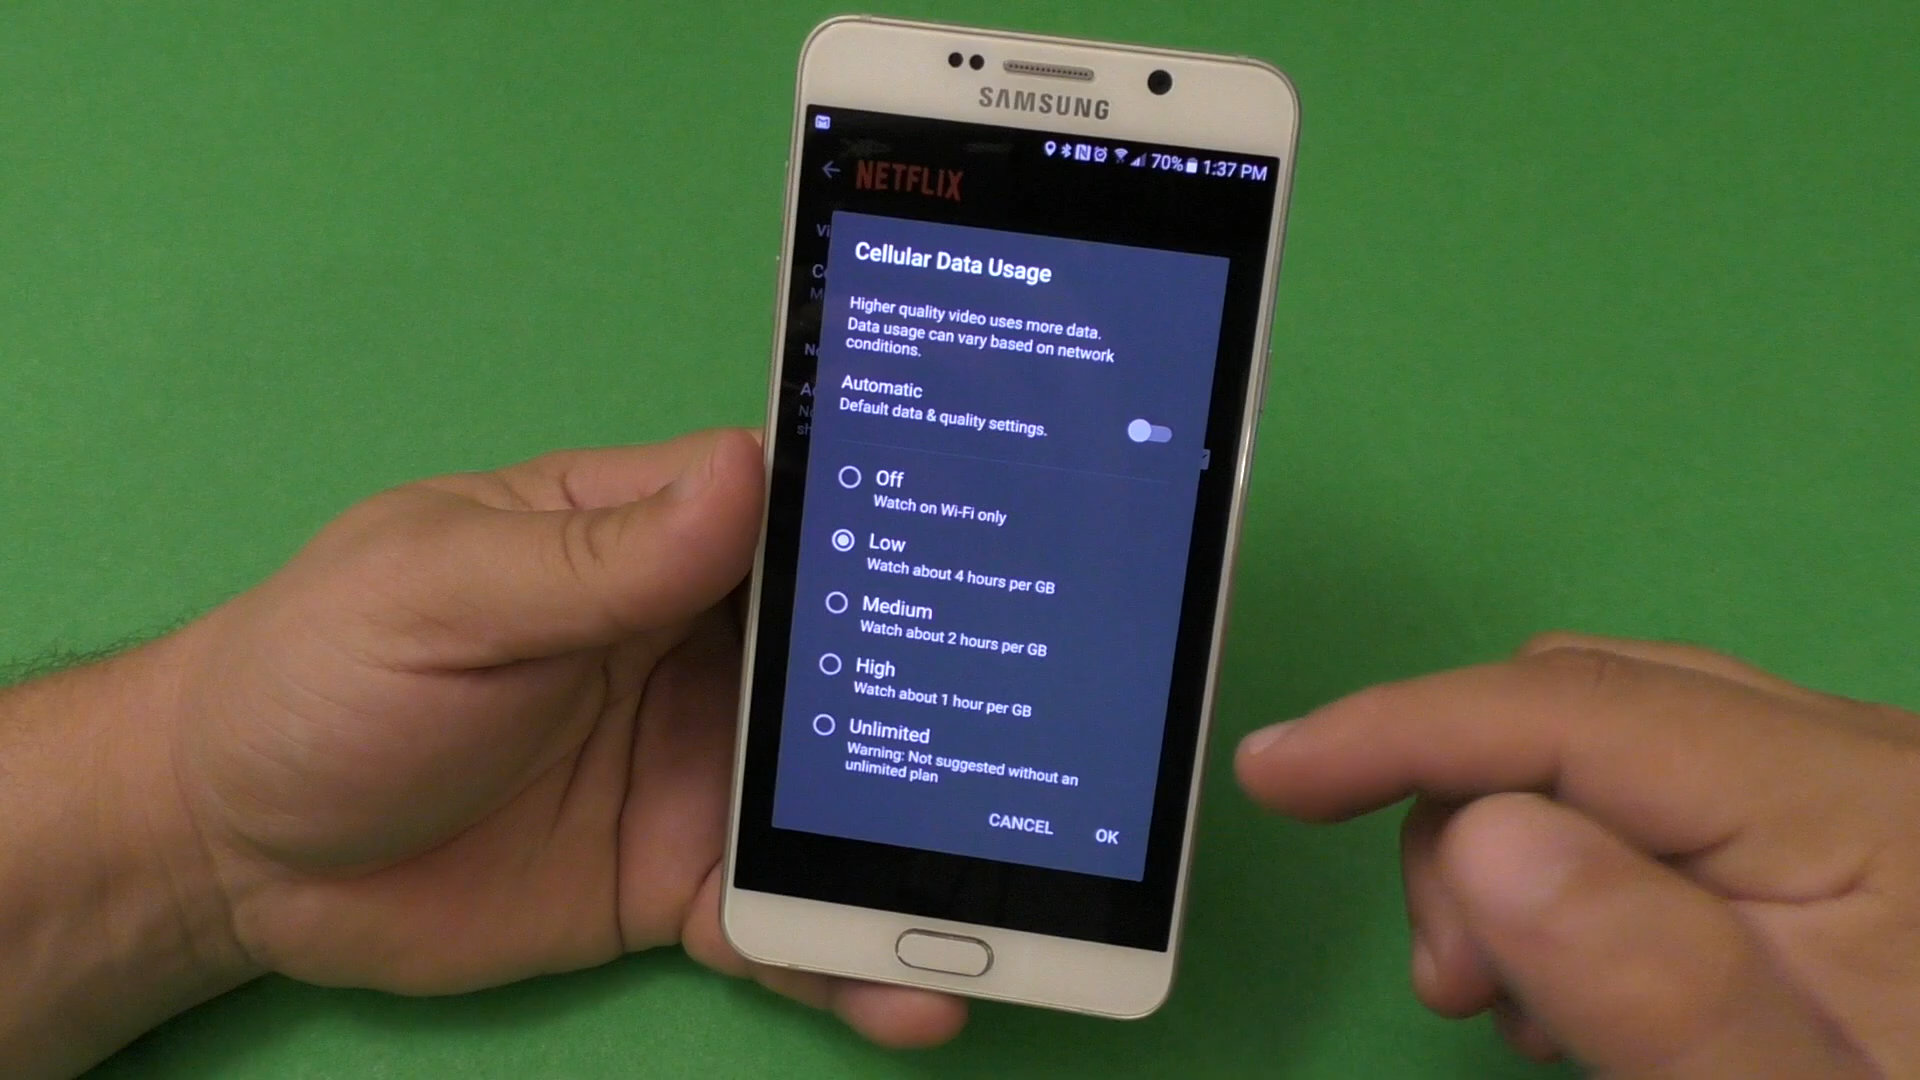 SAMSUNG
70% 1:37 PM
NETFLIX
Cellular Data Usage
Higher quality video uses more data.
Data usage can vary based on network
conditions.
Automatic
Default data & quality settings.
Off
Watch on Wi-Fi only
Low
Watch about 4 hours per GB
Medium
Watch about 2 hours per GB
High
Watch about 1 hour per GB
Unlimited
Warning: Not suggested without an
unlimited plan
CANCEL OK